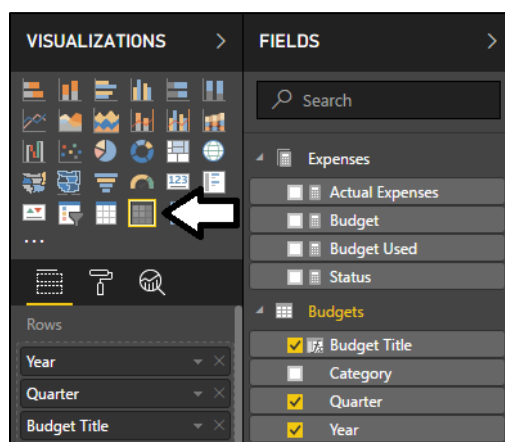 VISUALIZATIONS
FIELDS
Search
123
Expenses
Actual Expenses
Budget
Budget Used
Status
Budgets
Budget Title
Category
Quarter
Year
Rows
Year
Quarter
Budget Title